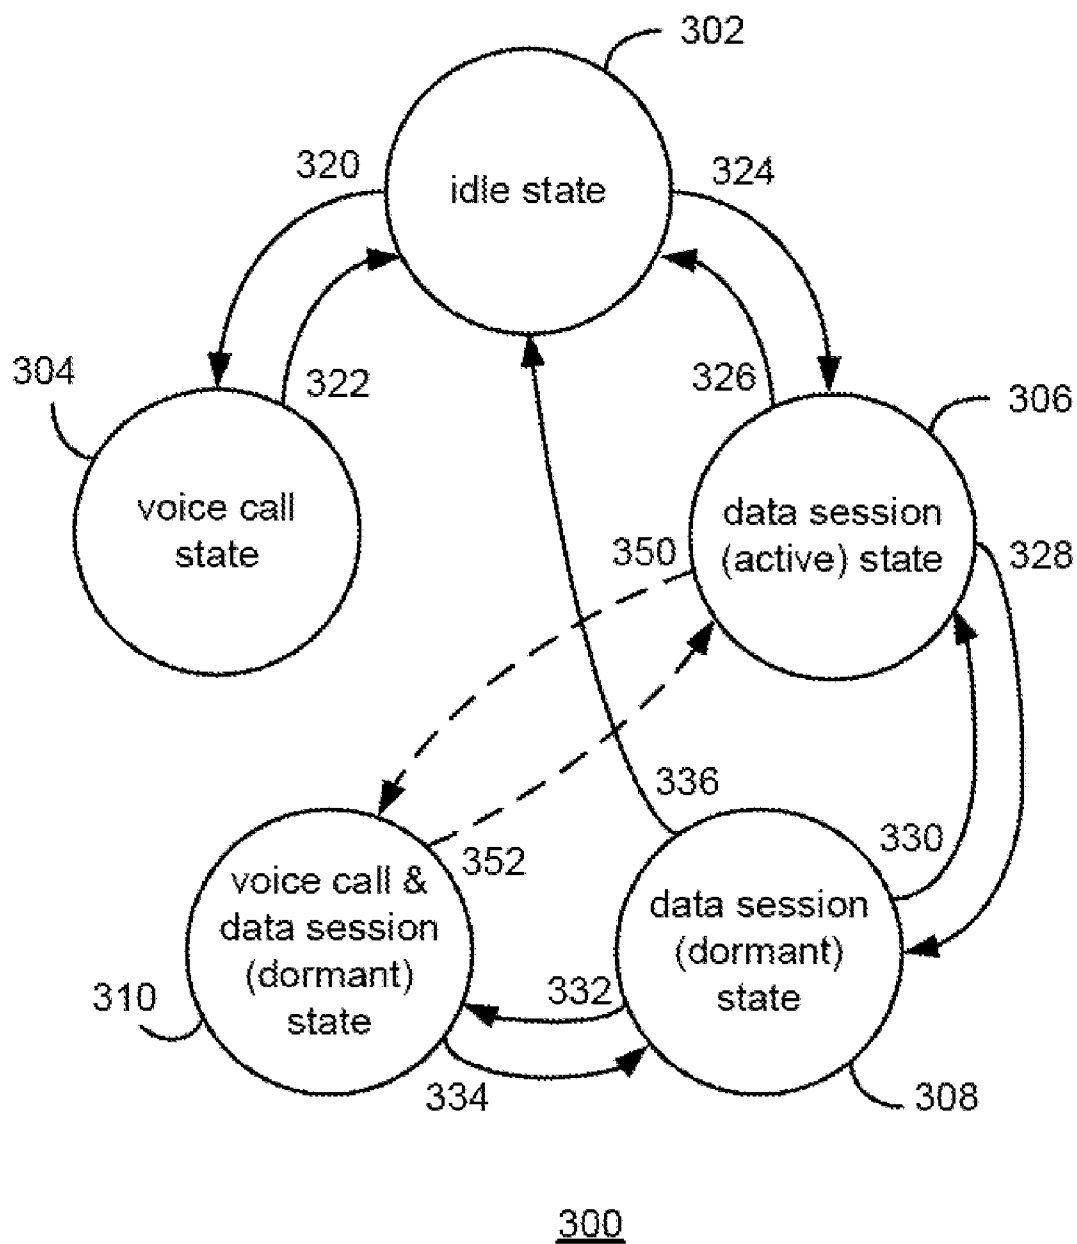 302
320
idle state
324
304
322
326
306
voice call
state
data session
(active) state
350
328
336
330
352
voice call &
data session
(dormant)
state
data session
(dormant)
state
310
332
334
308
300